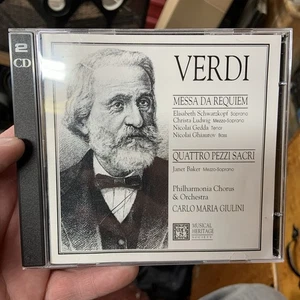 2
CD
VERDI
MESSA DA REQUIEM
Elisabeth Schwarzkopf Soprano
Christa Ludwig Mezzo-Soprano
Nicolai Gedda Tenor
Nicolai Ghiaurov Bass
QUATTRO PEZZI SACRI
Janet Baker Mezzo-Soprano
Philharmonia Chorus
& Orchestra
CARLO MARIA GIULINI
MUSICAL
HERITAGE
SOCIETY